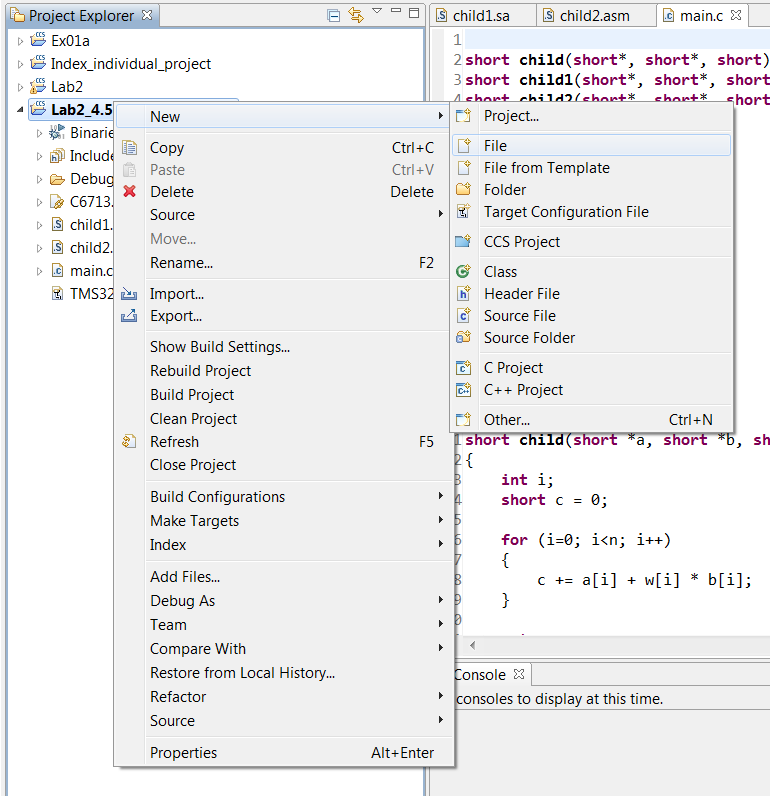 Project Explorer
Ex01a
Index_individual_project
Lab2
Lab2_4.5
Binarie
Include
Debug
C6713.
child1.
child2.
main.c
TMS32
New
Copy Ctrl+C
Paste Ctrl+V
Delete Delete
Source
Move...
Rename... F2
Import...
Export...
Show Build Settings...
Rebuild Project
Build Project
Clean Project
Refresh F5
Close Project
Build Configurations
Make Targets
Index
Add Files...
Debug As
Team
Compare With
Restore from Local History...
Refactor
Source
Properties Alt+Enter
Project...
File
File from Template
Folder
Target Configuration File
CCS Project
Class
Header File
Source File
Source Folder
C Project
C++ Project
Other... Ctrl+N
child1.sa child2.asm main.c
1
2 short child(short*, short*, short)
3 short child1(short*, short*, short
4 short child2(short*, short*, short
1 short child(short *a, short *b, sh
2 {
3 int i;
4 short c = 0;
5
6 for (i=0; i<n; i++)
7 {
8 c += a[i] + w[i] * b[i];
9 }
0
Console
consoles to display at this time.